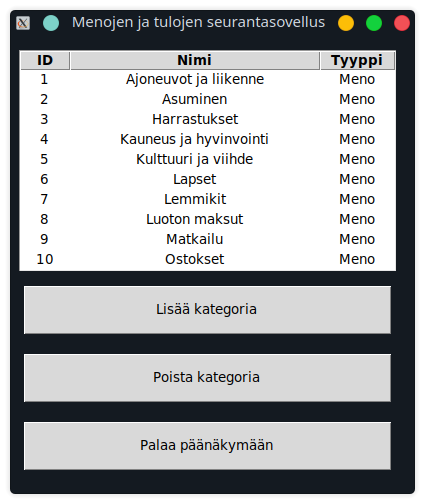 Menojen ja tulojen seurantasovellus
ID Nimi Tyyppi
1 Ajoneuvot ja liikenne Meno
2 Asuminen Meno
3 Harrastukset Meno
4 Kauneus ja hyvinvointi Meno
5 Kulttuuri ja viihde Meno
6 Lapset Meno
7 Lemmikit Meno
8 Luoton maksut Meno
9 Matkailu Meno
10 Ostokset Meno
Lisää kategoria
Poista kategoria
Palaa päänäkymään